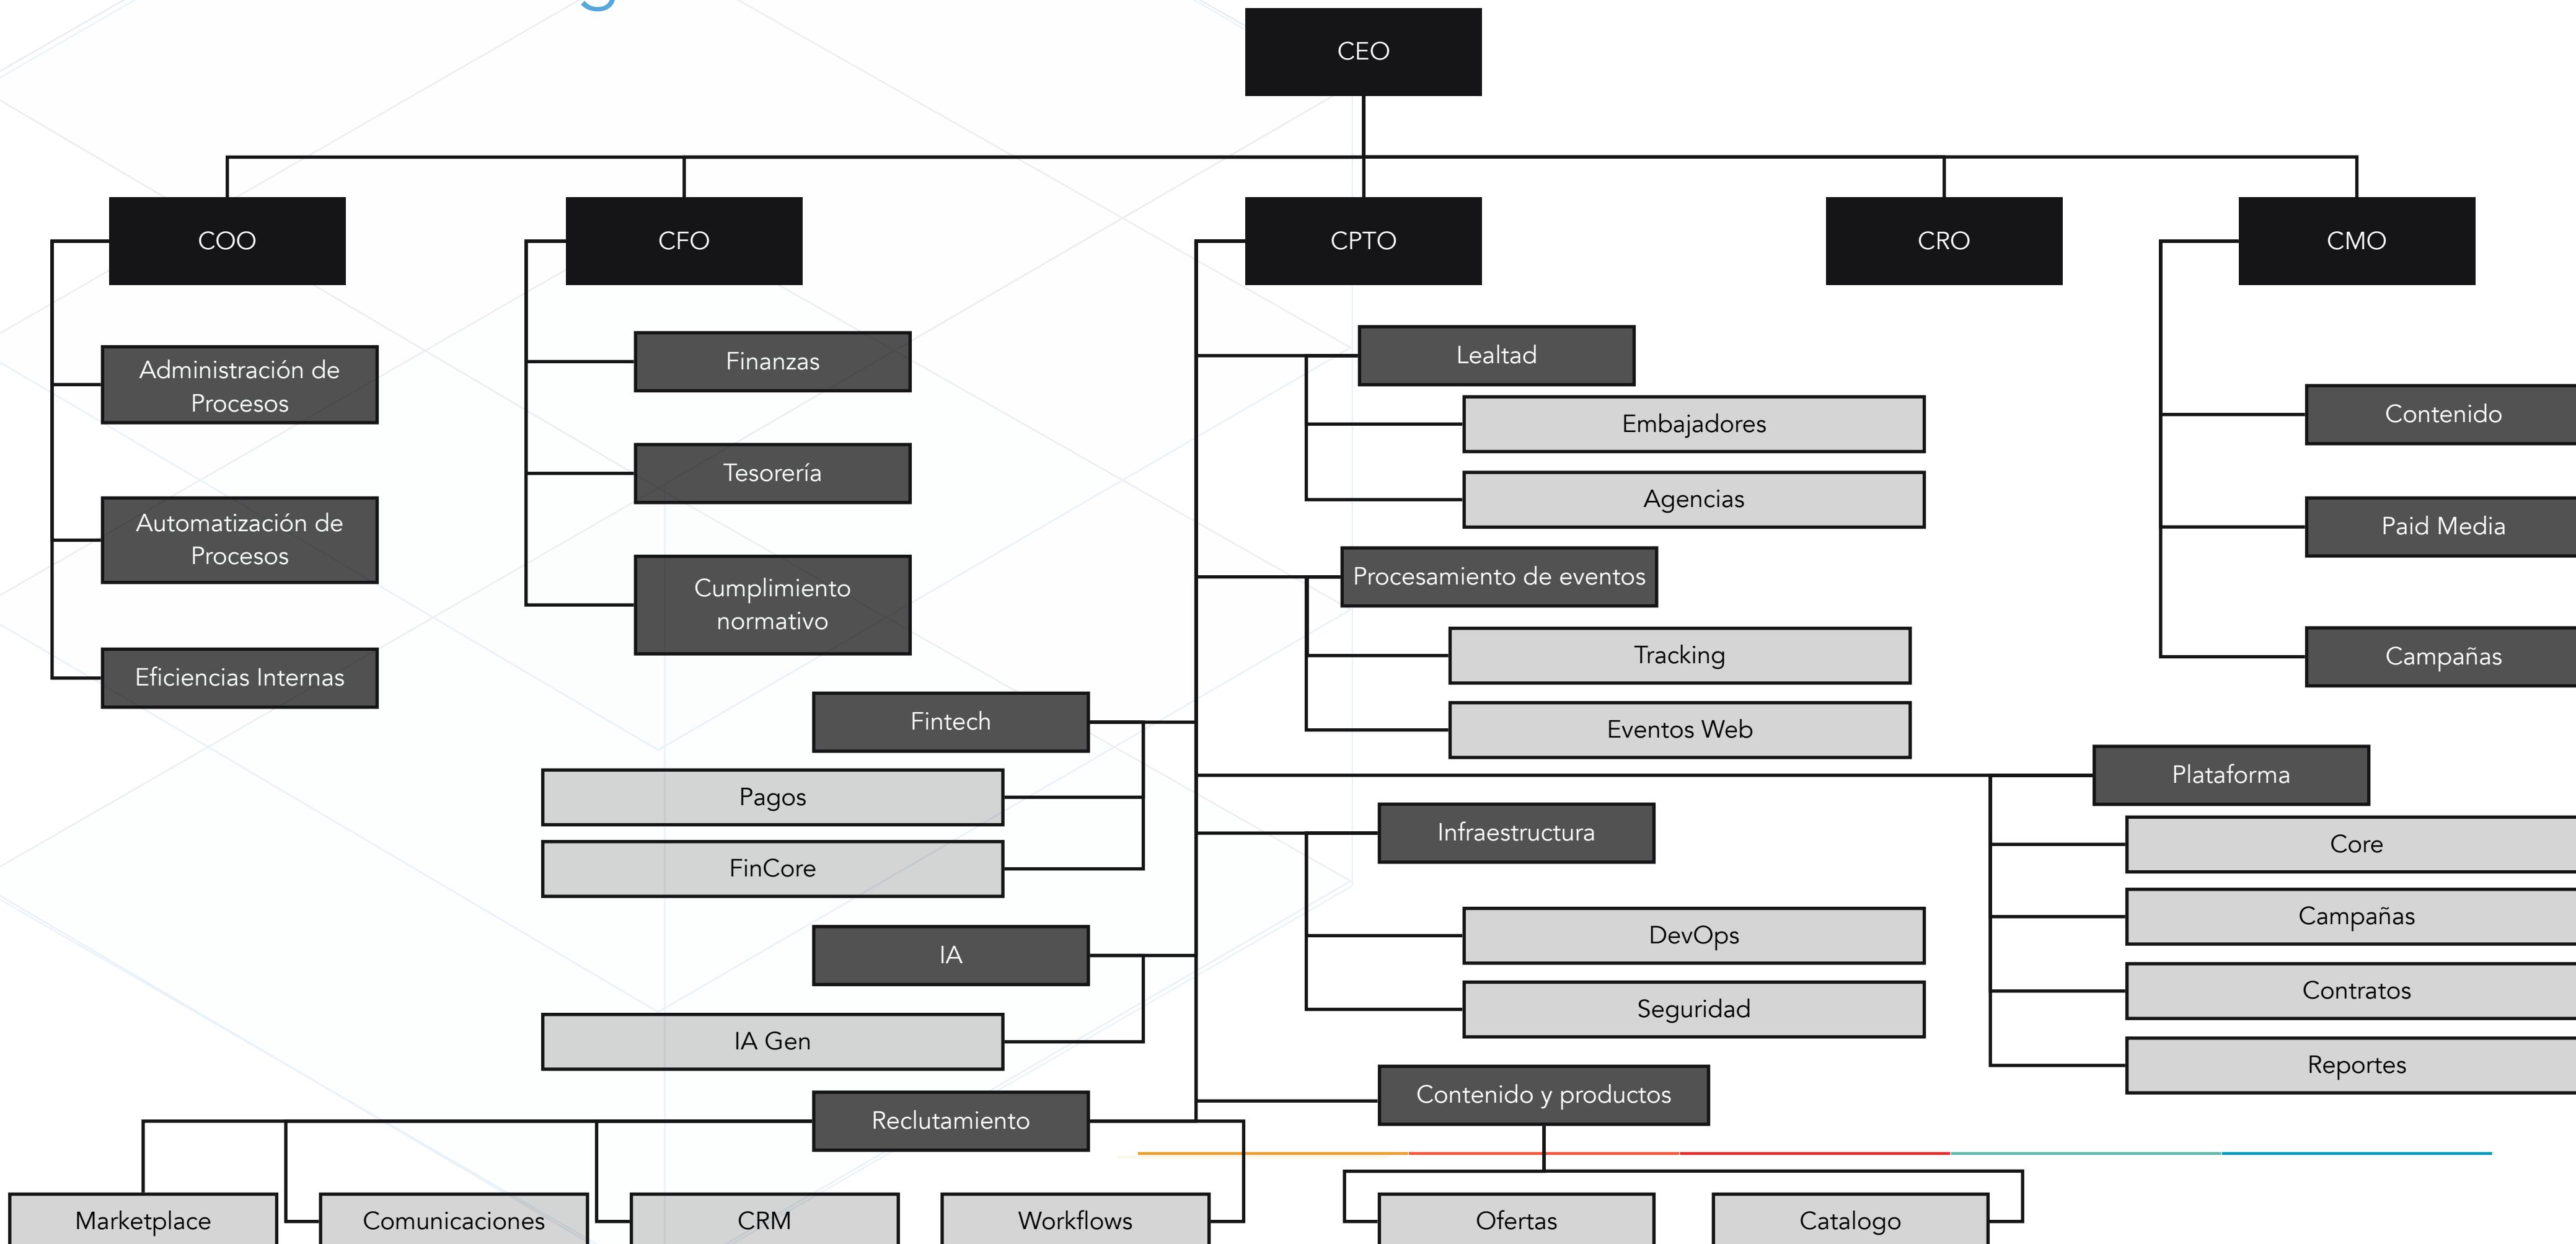 CEO
COO
CFO
CPTO
CRO
CMO
Administración de
Procesos
Automatización de
Procesos
Eficiencias Internas
Finanzas
Tesorería
Cumplimiento
normativo
Lealtad
Embajadores
Agencias
Procesamiento de eventos
Tracking
Eventos Web
Contenido
Paid Media
Campañas
Fintech
Pagos
FinCore
IA
IA Gen
Infraestructura
DevOps
Seguridad
Plataforma
Core
Campañas
Contratos
Reportes
Reclutamiento
Marketplace
Comunicaciones
CRM
Workflows
Contenido y productos
Ofertas
Catalogo